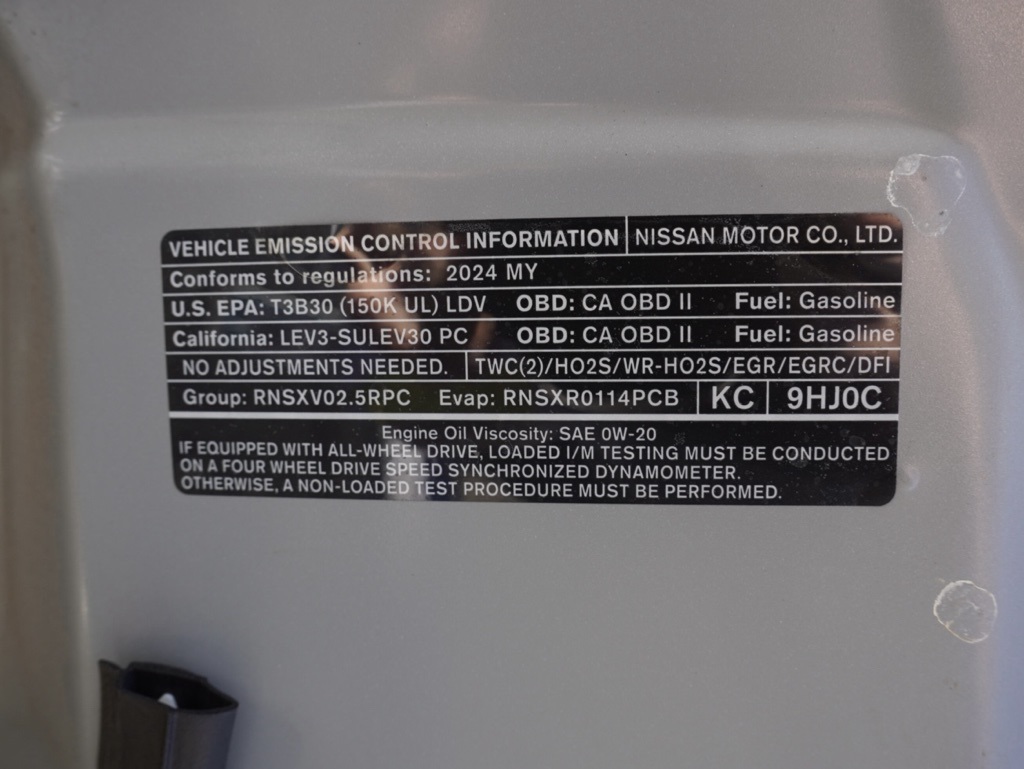 VEHICLE EMISSION CONTROL INFORMATION NISSAN MOTOR CO., LTD.
Conforms to regulations: 2024 MY
U.S. EPA: T3B30 (150K UL) LDV OBD: CA OBD II Fuel: Gasoline
California: LEV3-SULEV30 PC OBD: CA OBD II Fuel: Gasoline
NO ADJUSTMENTS NEEDED. TWC(2)/HO2S/WR-HO2S/EGR/EGRC/DFI
Group: RNSXV02.5RPC Evap: RNSXR0114PCB KC 9HJ0C
Engine Oil Viscosity: SAE 0W-20
IF EQUIPPED WITH ALL-WHEEL DRIVE, LOADED I/M TESTING MUST BE CONDUCTED
ON A FOUR WHEEL DRIVE SPEED SYNCHRONIZED DYNAMOMETER.
OTHERWISE, A NON-LOADED TEST PROCEDURE MUST BE PERFORMED.